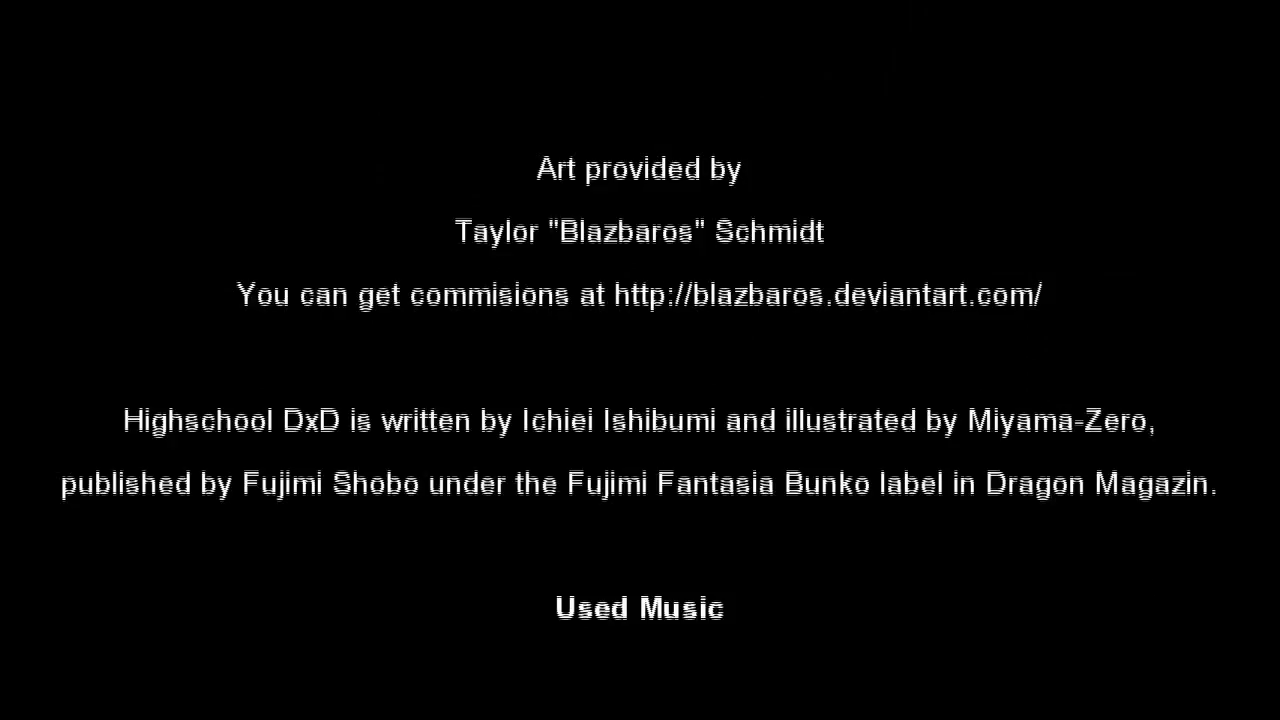 Art provided by
Taylor "Blazbaros" Schmidt
You can get commisions at http://blazbaros.deviantart.com/
Highschool DxD is written by Ichiei Ishibumi and illustrated by Miyama-Zero,
published by Fujimi Shobo under the Fujimi Fantasia Bunko label in Dragon Magazin.
Used Music